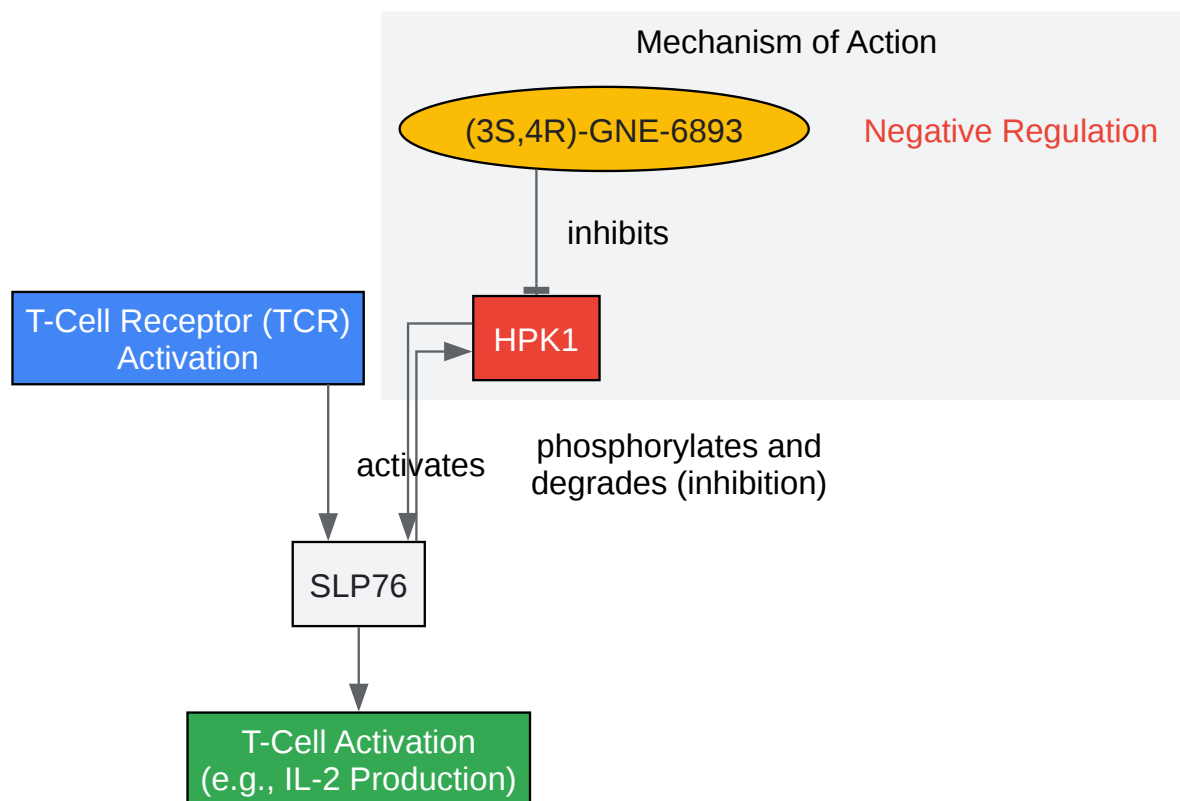 Mechanism of Action
(3S,4R)-GNE-6893
Negative Regulation
inhibits
T-Cell Receptor (TCR)
Activation
HPK1
activates
phosphorylates and
degrades (inhibition)
SLP76
T-Cell Activation
(e.g., IL-2 Production)